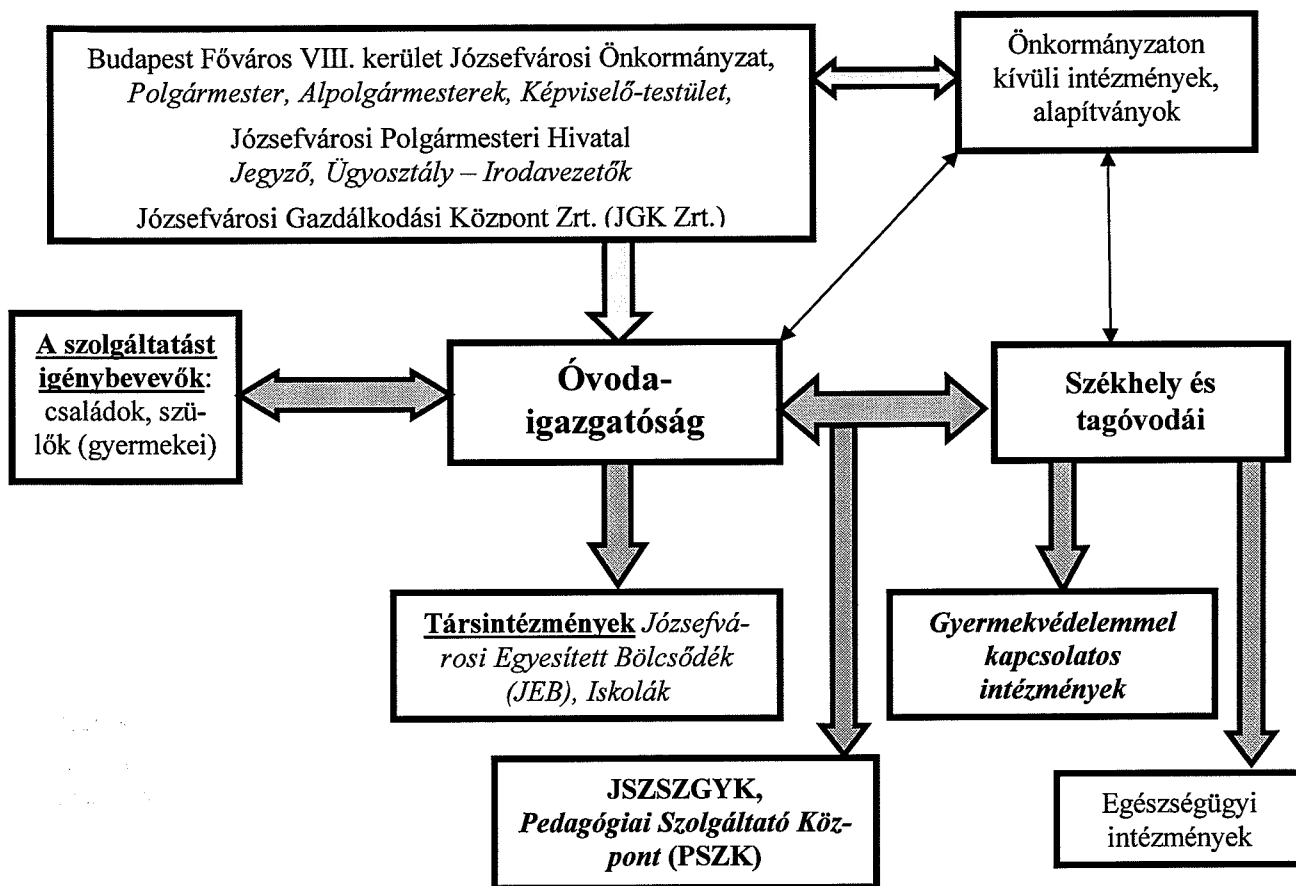 Budapest Főváros VIII. kerület Józsefvárosi Önkormányzat,
Polgármester, Alpolgármesterek, Képviselő-testület,
Józsefvárosi Polgármesteri Hivatal
Jegyző, Ügyosztály – Irodavezetők
Józsefvárosi Gazdálkodási Központ Zrt. (JGK Zrt.)
Önkormányzaton
kívüli intézmények,
alapítványok
A szolgáltatást
igénybevevők:
családok, szü-
lők (gyermekei)
Óvoda-
igazgatóság
Székhely és
tagóvodái
Társintézmények Józsefvá-
rosi Egyesített Bölcsődék
(JEB), Iskolák
Gyermekvédelemmel
kapcsolatos
intézmények
JSZSZGYK,
Pedagógiai Szolgáltató Köz-
pont (PSZK)
Egészségügyi
intézmények